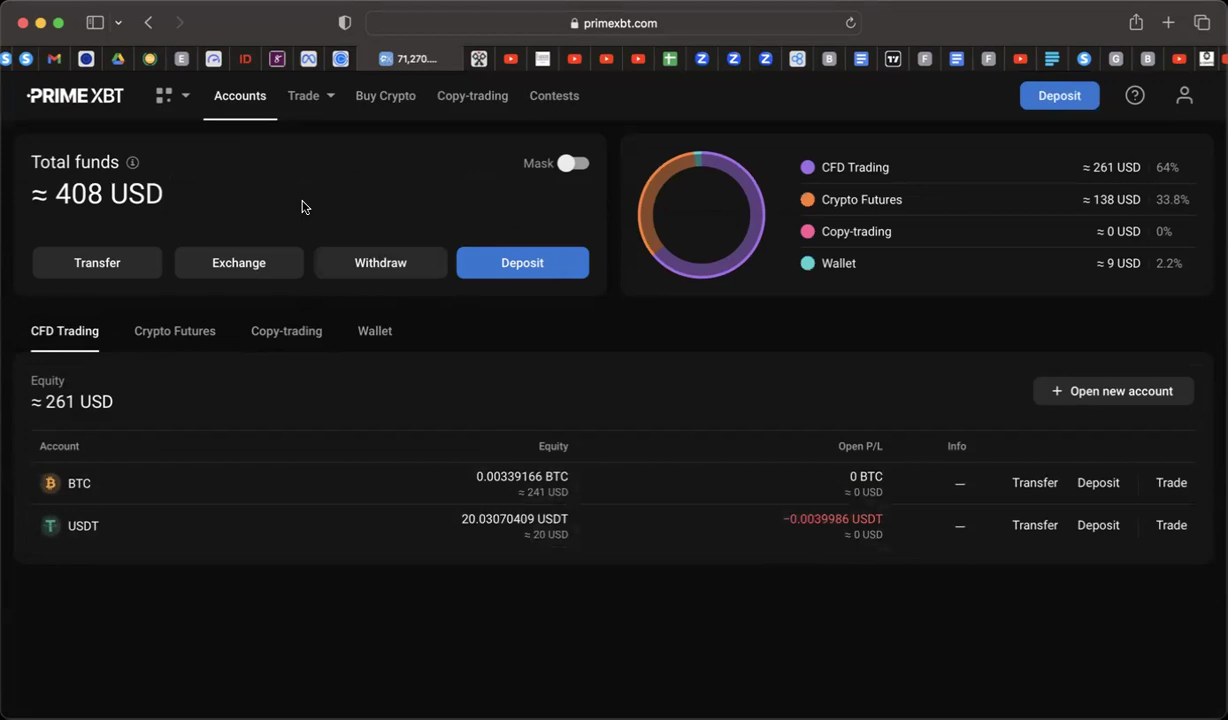 primexbt.com
71,270....
PRIME XBT
Accounts
Trade
Buy Crypto
Copy-trading
Contests
Deposit
Total funds
≈ 408 USD
Mask
Transfer
Exchange
Withdraw
Deposit
CFD Trading ≈ 261 USD 64%
Crypto Futures ≈ 138 USD 33.8%
Copy-trading ≈ 0 USD 0%
Wallet ≈ 9 USD 2.2%
CFD Trading
Crypto Futures
Copy-trading
Wallet
Equity
≈ 261 USD
+ Open new account
Account Equity Open P/L Info
BTC 0.00339166 BTC 0 BTC — Transfer Deposit Trade
≈ 241 USD ≈ 0 USD
USDT 20.03070409 USDT −0.0039986 USDT — Transfer Deposit Trade
≈ 20 USD ≈ 0 USD